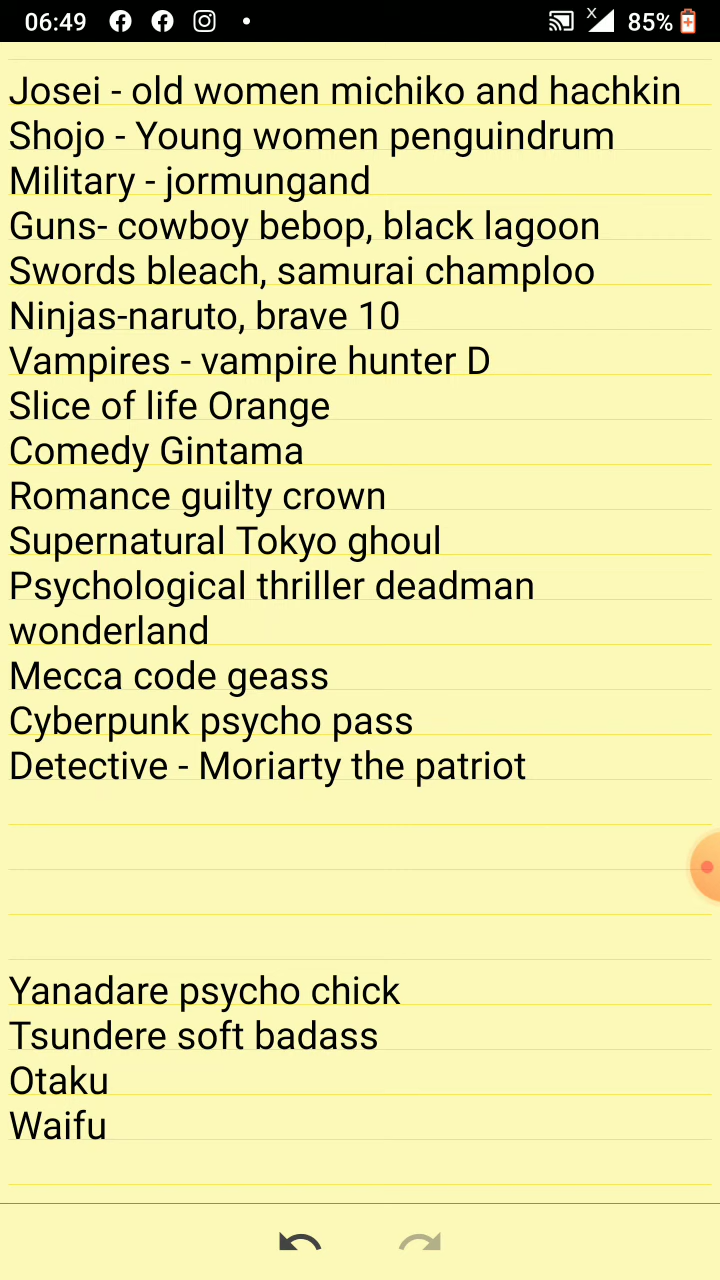 06:49
85%
Josei - old women michiko and hachkin
Shojo - Young women penguindrum
Military - jormungand
Guns- cowboy bebop, black lagoon
Swords bleach, samurai champloo
Ninjas-naruto, brave 10
Vampires - vampire hunter D
Slice of life Orange
Comedy Gintama
Romance guilty crown
Supernatural Tokyo ghoul
Psychological thriller deadman
wonderland
Mecca code geass
Cyberpunk psycho pass
Detective - Moriarty the patriot
Yanadare psycho chick
Tsundere soft badass
Otaku
Waifu